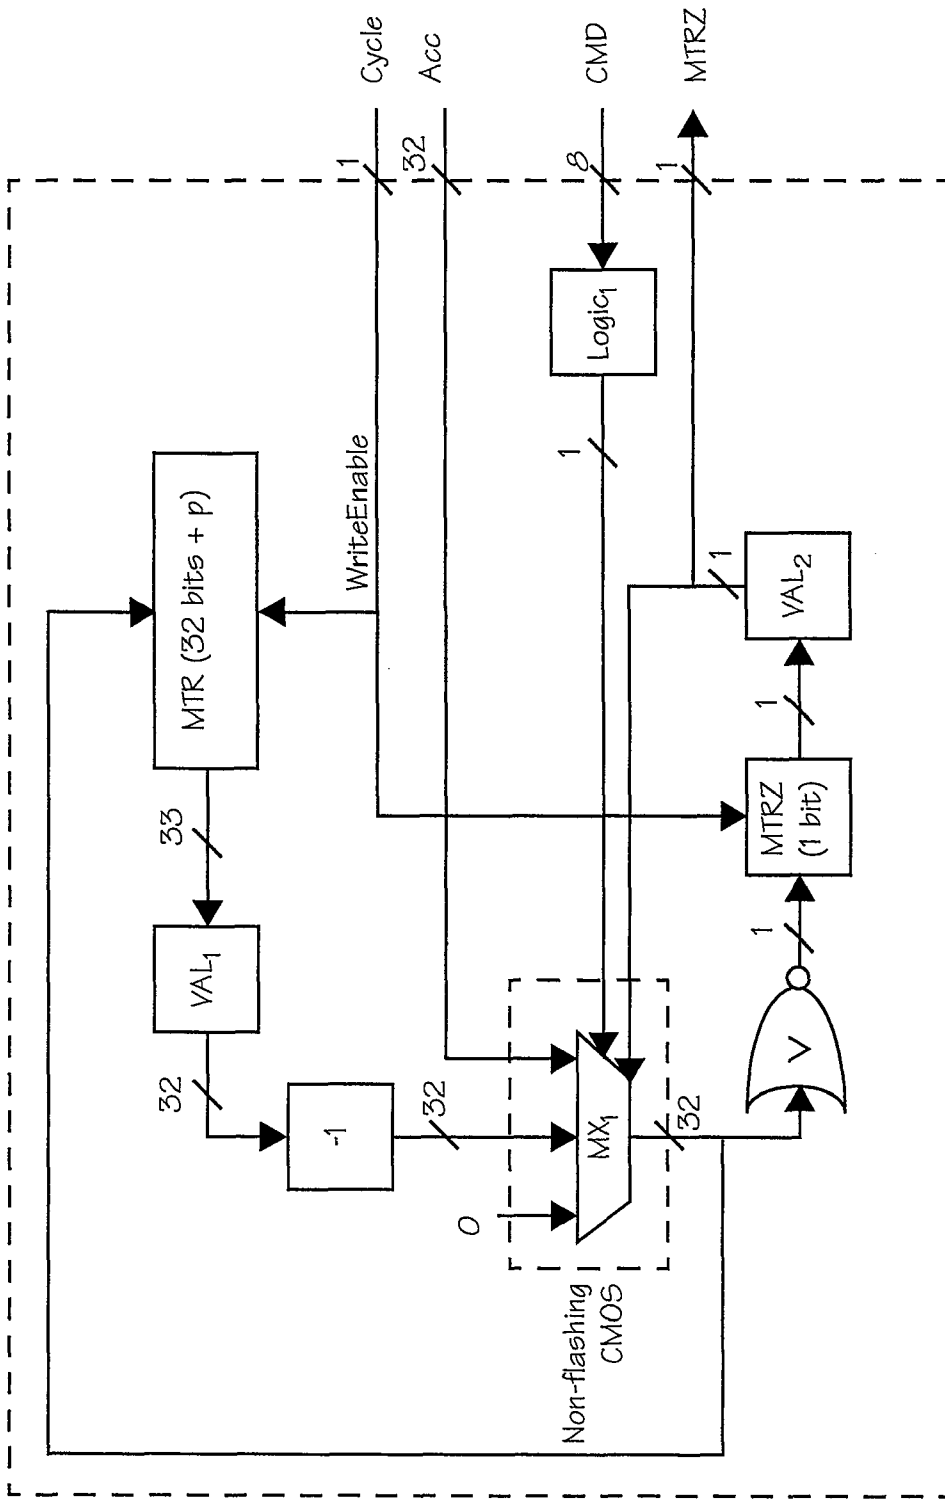 32
33
VAL₁
MTR (32 bits + p)
-1
WriteEnable
1
Cycle
32
32
Acc
0
Non-flashing
CMOS
MX₁
1
Logic₁
8
CMD
32
1
MTRZ
1
V
1
MTRZ
(1 bit)
1
VAL₂